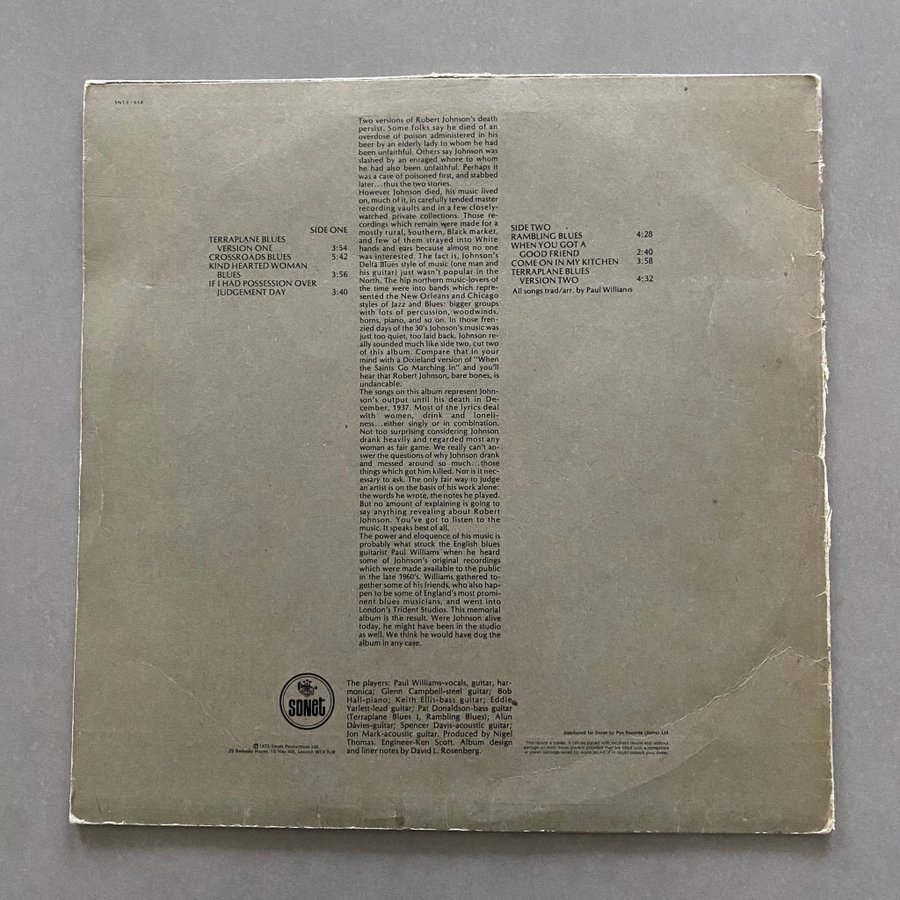 SNTF·654
Two versions of Robert Johnson's death
persist. Some folks say he died of an
overdose of poison administered in his
beer by an elderly lady to whom he had
been unfaithful. Others say Johnson was
slashed by an enraged whore to whom
he had also been unfaithful. Perhaps it
was a case of poisoned first, and stabbed
later...thus the two stories.
However Johnson died, his music lived
on, much of it, in carefully tended master
recording vaults and in a few closely-
watched private collections. Those re-
cordings which remain were made for a
mostly rural, Southern, Black market,
and few of them strayed into White
hands and ears because almost no one
was interested. The fact is, Johnson's
Delta Blues style of music (one man and
his guitar) just wasn't popular in the
North. The hip northern music-lovers of
the time were into bands which repre-
sented the New Orleans and Chicago
styles of Jazz and Blues: bigger groups
with lots of percussion, woodwinds,
horns, piano, and so on. In those fren-
zied days of the 30's Johnson's music was
just too quiet, too laid back. Johnson re-
ally sounded much like side two, cut two
of this album. Compare that in your
mind with a Dixieland version of "When
the Saints Go Marching In" and you'll
hear that Robert Johnson, bare bones, is
undancable.
The songs on this album represent John-
son's output until his death in De-
cember, 1937. Most of the lyrics deal
with women, drink and loneli-
ness...either singly or in combination.
Not too surprising considering Johnson
drank heavily and regarded most any
woman as fair game. We really can't an-
swer the questions of why Johnson drank
and messed around so much...those
things which got him killed. Nor is it nec-
essary to ask. The only fair way to judge
an artist is on the basis of his work alone:
the words he wrote, the notes he played.
But no amount of explaining is going to
say anything revealing about Robert
Johnson. You've got to listen to the
music. It speaks best of all.
The power and eloquence of his music is
probably what struck the English blues
guitarist Paul Williams when he heard
some of Johnson's original recordings
which were made available to the public
in the late 1960's. Williams gathered to-
gether some of his friends, who also hap-
pen to be some of England's most promi-
nent blues musicians, and went into
London's Trident Studios. This memorial
album is the result. Were Johnson alive
today, he might have been in the studio
as well. We think he would have dug the
album in any case.
SIDE ONE
TERRAPLANE BLUES
VERSION ONE 3:54
CROSSROADS BLUES 5:42
KIND HEARTED WOMAN
BLUES 3:56
IF I HAD POSSESSION OVER
JUDGEMENT DAY 3:40
SIDE TWO
RAMBLING BLUES 4:28
WHEN YOU GOT A
GOOD FRIEND 2:40
COME ON IN MY KITCHEN 3:58
TERRAPLANE BLUES
VERSION TWO 4:32
All songs trad/arr. by Paul Williams
SONET
The players: Paul Williams-vocals, guitar, har-
monica; Glenn Campbell-steel guitar; Bob
Hall-piano; Keith Ellis-bass guitar; Eddie
Yarlett-lead guitar; Pat Donaldson-bass guitar
(Terraplane Blues I, Rambling Blues); Alun
Davies-guitar; Spencer Davis-acoustic guitar;
Jon Mark-acoustic guitar. Produced by Nigel
Thomas. Engineer-Ken Scott. Album design
and liner notes by David L. Rosenberg.
℗ 1973 Sonet Productions Ltd.
29 Berkeley House, 15 Hay Hill, London W1X 8JB
distributed for Sonet by Pye Records (Sales) Ltd